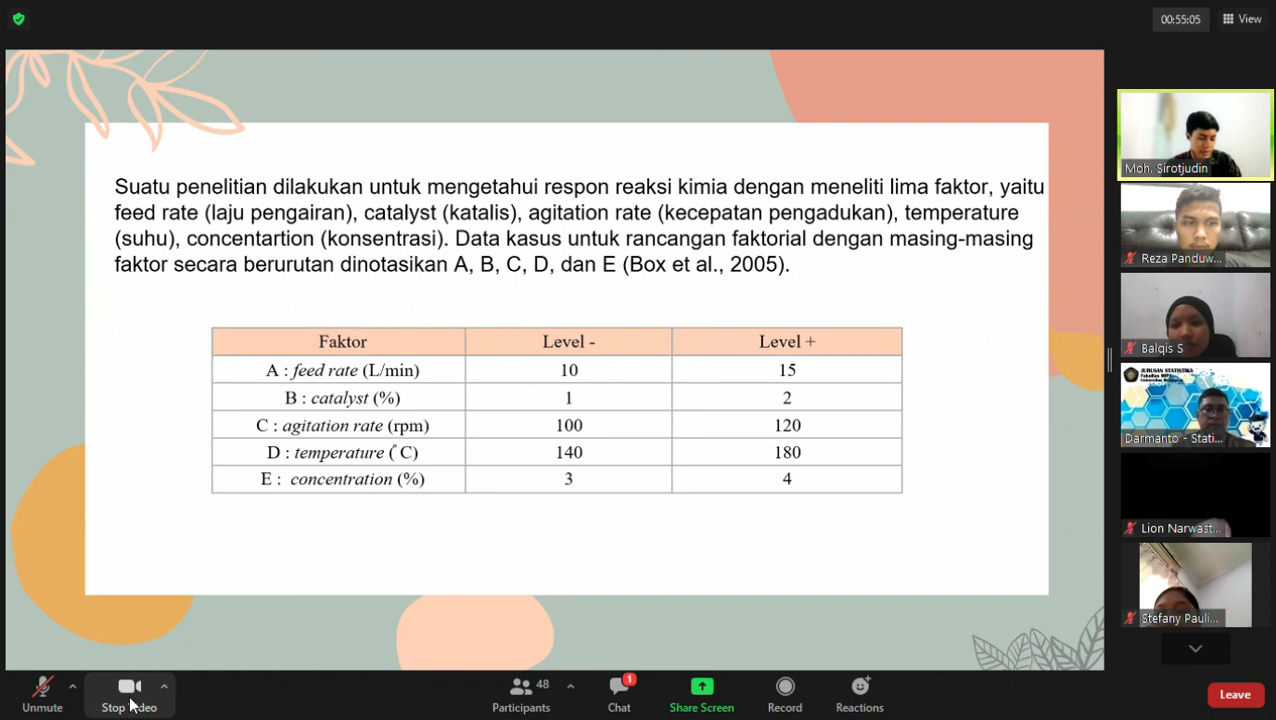 00:55:05 View
Suatu penelitian dilakukan untuk mengetahui respon reaksi kimia dengan meneliti lima faktor, yaitu
feed rate (laju pengairan), catalyst (katalis), agitation rate (kecepatan pengadukan), temperature
(suhu), concentartion (konsentrasi). Data kasus untuk rancangan faktorial dengan masing-masing
faktor secara berurutan dinotasikan A, B, C, D, dan E (Box et al., 2005).
Faktor Level - Level +
A : feed rate (L/min) 10 15
B : catalyst (%) 1 2
C : agitation rate (rpm) 100 120
D : temperature (°C) 140 180
E : concentration (%) 3 4
Moh. Sirotjudin
Reza Panduw...
Balqis S
JURUSAN STATISTIKA
Fakultas MIPA
Darmanto - Stati...
Lion Narwast...
Stefany Pauli...
Unmute Stop Video Participants 48 Chat 1 Share Screen Record Reactions Leave